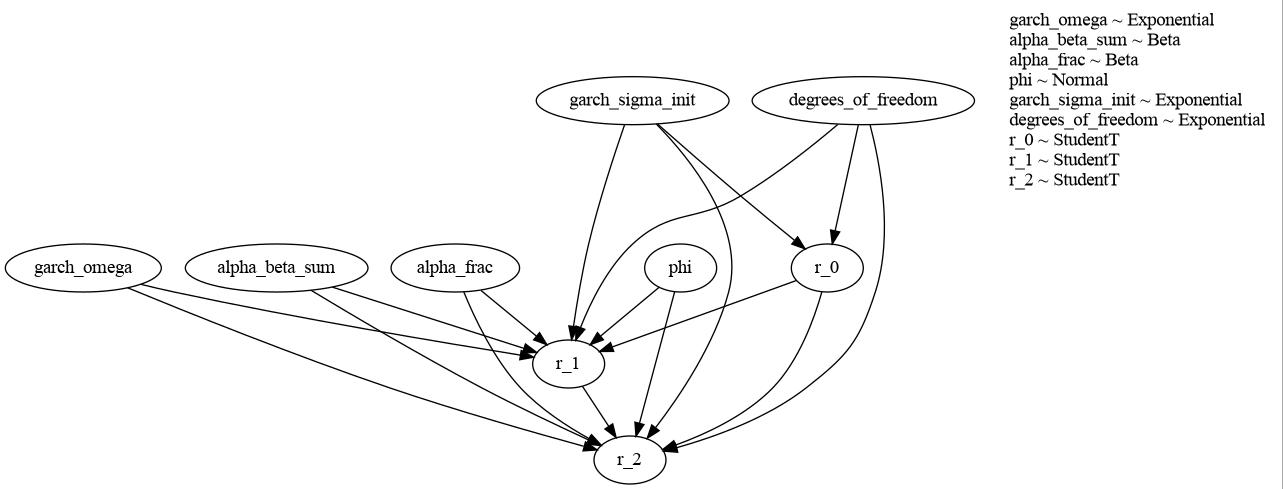 garch_omega ~ Exponential
alpha_beta_sum ~ Beta
alpha_frac ~ Beta
phi ~ Normal
garch_sigma_init ~ Exponential
degrees_of_freedom ~ Exponential
r_0 ~ StudentT
r_1 ~ StudentT
r_2 ~ StudentT
garch_sigma_init
degrees_of_freedom
garch_omega
alpha_beta_sum
alpha_frac
phi
r_0
r_1
r_2